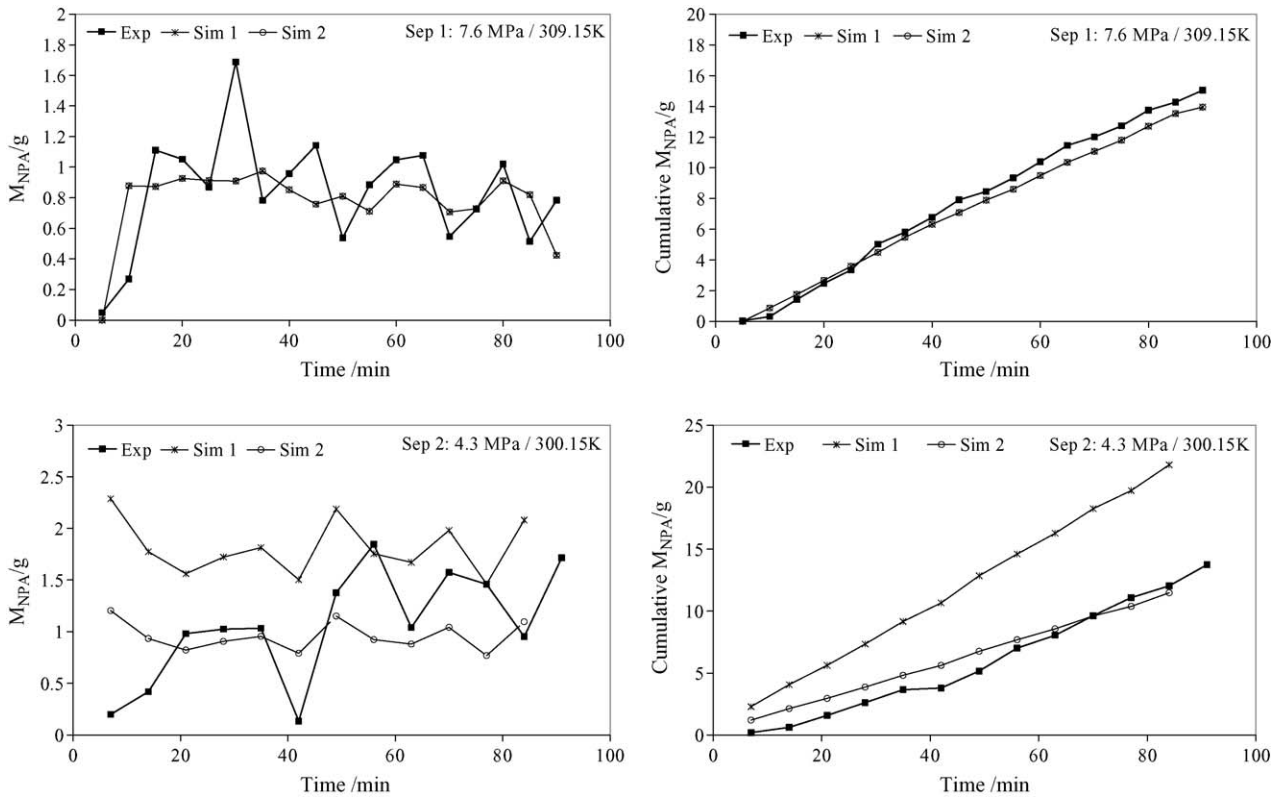 Exp Sim 1 Sim 2 Sep 1: 7.6 MPa / 309.15K
M_NPA/g
2
1.8
1.6
1.4
1.2
1
0.8
0.6
0.4
0.2
0
0 20 40 60 80 100
Time /min
Exp Sim 1 Sim 2 Sep 1: 7.6 MPa / 309.15K
Cumulative M_NPA/g
20
18
16
14
12
10
8
6
4
2
0
0 20 40 60 80 100
Time /min
Exp Sim 1 Sim 2 Sep 2: 4.3 MPa / 300.15K
M_NPA/g
3
2.5
2
1.5
1
0.5
0
0 20 40 60 80 100
Time /min
Exp Sim 1 Sim 2 Sep 2: 4.3 MPa / 300.15K
Cumulative M_NPA/g
25
20
15
10
5
0
0 20 40 60 80 100
Time /min